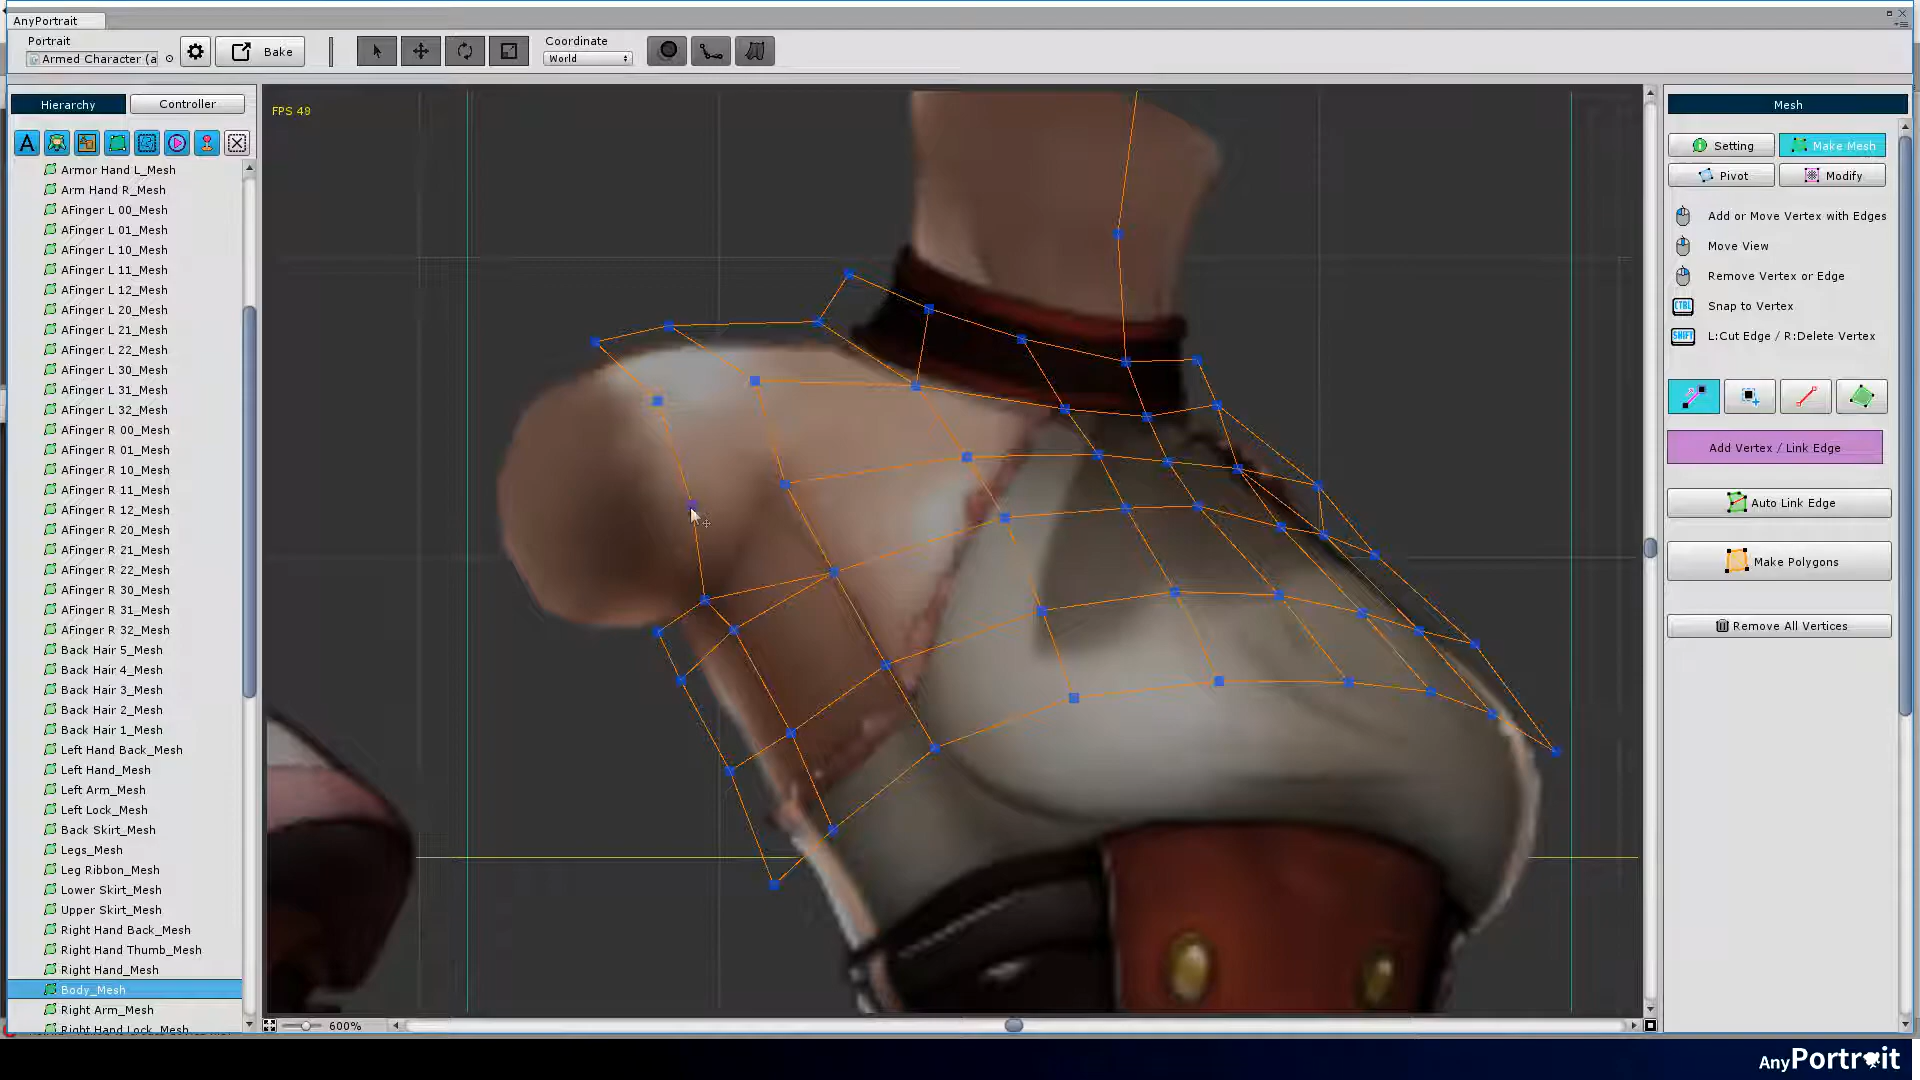 AnyPortrait
Portrait
Armed Character (a
Bake
Coordinate
World
Hierarchy
Controller
A
FPS 49
Armor Hand L_Mesh
Arm Hand R_Mesh
AFinger L 00_Mesh
AFinger L 01_Mesh
AFinger L 10_Mesh
AFinger L 11_Mesh
AFinger L 12_Mesh
AFinger L 20_Mesh
AFinger L 21_Mesh
AFinger L 22_Mesh
AFinger L 30_Mesh
AFinger L 31_Mesh
AFinger L 32_Mesh
AFinger R 00_Mesh
AFinger R 01_Mesh
AFinger R 10_Mesh
AFinger R 11_Mesh
AFinger R 12_Mesh
AFinger R 20_Mesh
AFinger R 21_Mesh
AFinger R 22_Mesh
AFinger R 30_Mesh
AFinger R 31_Mesh
AFinger R 32_Mesh
Back Hair 5_Mesh
Back Hair 4_Mesh
Back Hair 3_Mesh
Back Hair 2_Mesh
Back Hair 1_Mesh
Left Hand Back_Mesh
Left Hand_Mesh
Left Arm_Mesh
Left Lock_Mesh
Back Skirt_Mesh
Legs_Mesh
Leg Ribbon_Mesh
Lower Skirt_Mesh
Upper Skirt_Mesh
Right Hand Back_Mesh
Right Hand Thumb_Mesh
Right Hand_Mesh
Body_Mesh
Right Arm_Mesh
Right Hand Lock_Mesh
600%
Mesh
Setting
Make Mesh
Pivot
Modify
Add or Move Vertex with Edges
Move View
Remove Vertex or Edge
CTRL Snap to Vertex
SHIFT L:Cut Edge / R:Delete Vertex
Add Vertex / Link Edge
Auto Link Edge
Make Polygons
Remove All Vertices
AnyPortrait